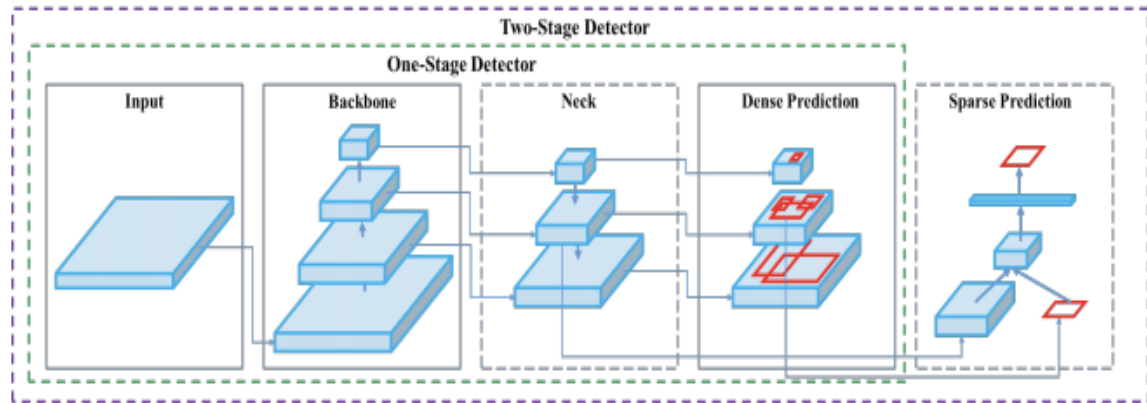 Two-Stage Detector
One-Stage Detector
Input
Backbone
Neck
Dense Prediction
Sparse Prediction